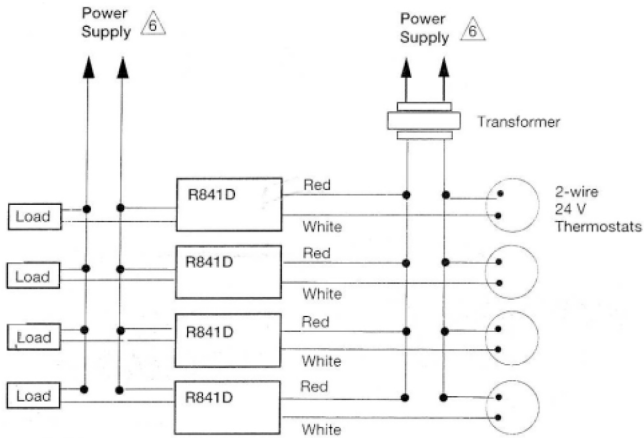 Power
Supply 6
Power
Supply 6
Transformer
R841D
Red
White
Load
2-wire
24 V
Thermostats
R841D
Red
White
Load
R841D
Red
White
Load
R841D
Red
White
Load